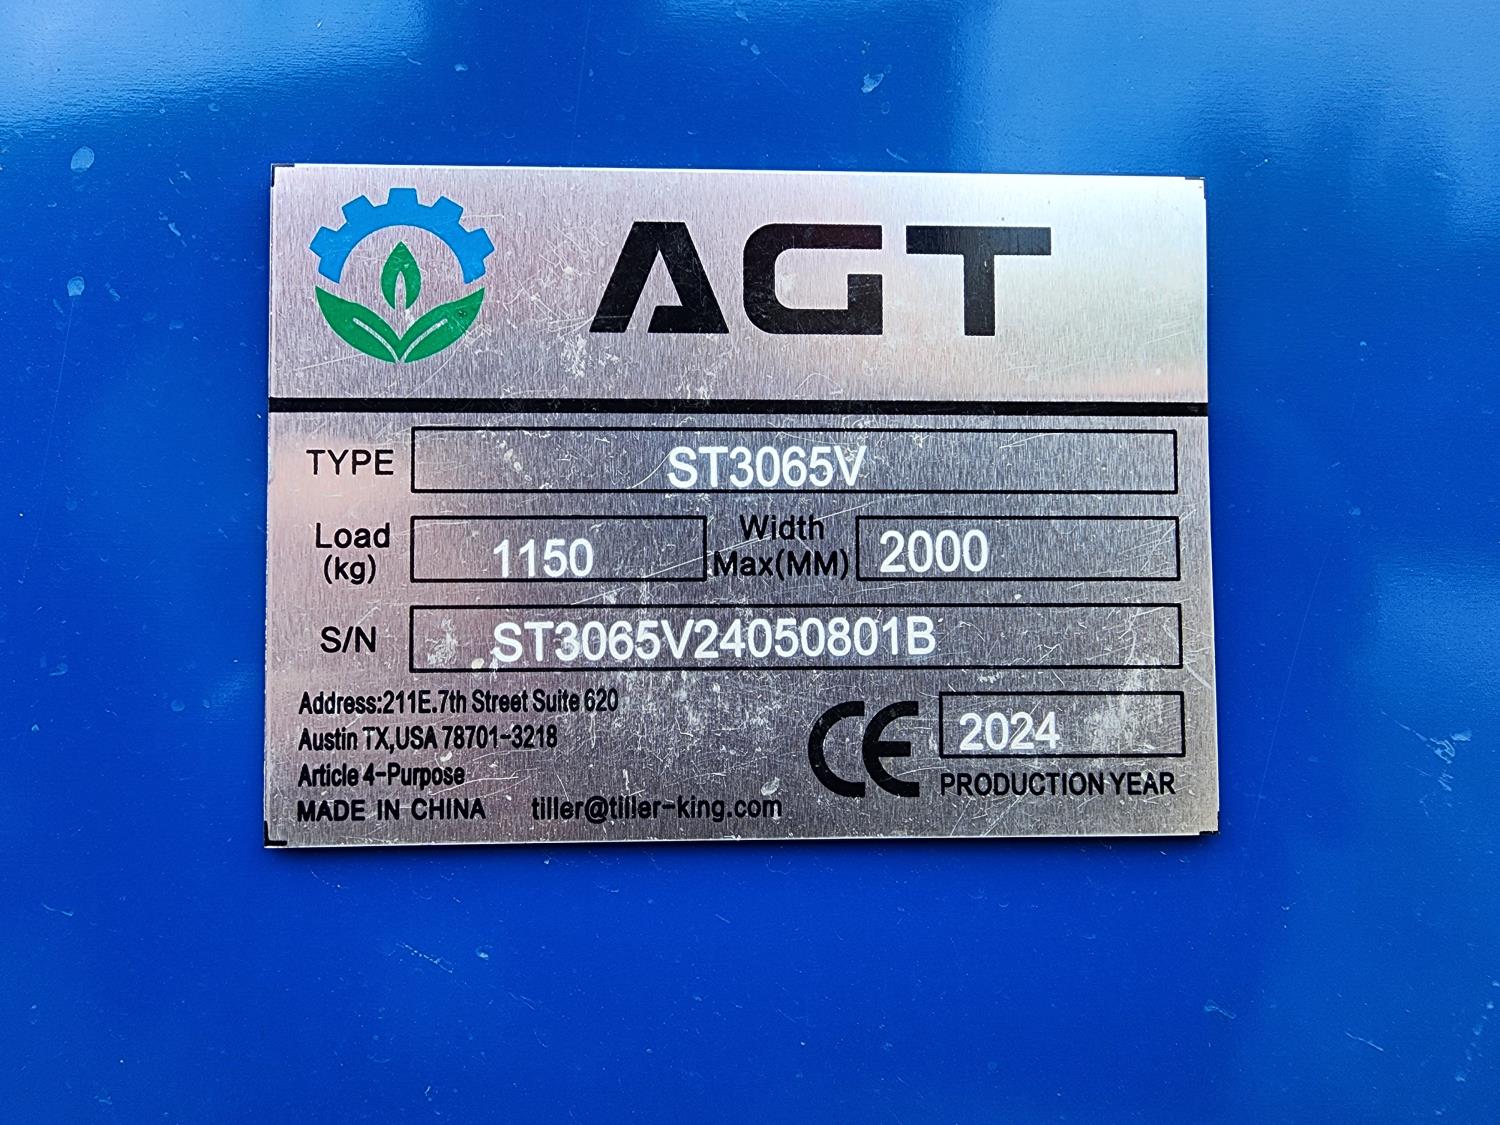 AGT
TYPE ST3065V
Load (kg) 1150 Width Max(MM) 2000
S/N ST3065V24050801B
Address:211E.7th Street Suite 620
Austin TX,USA 78701-3218
Article 4-Purpose
MADE IN CHINA tiller@tiller-king.com
CE 2024
PRODUCTION YEAR